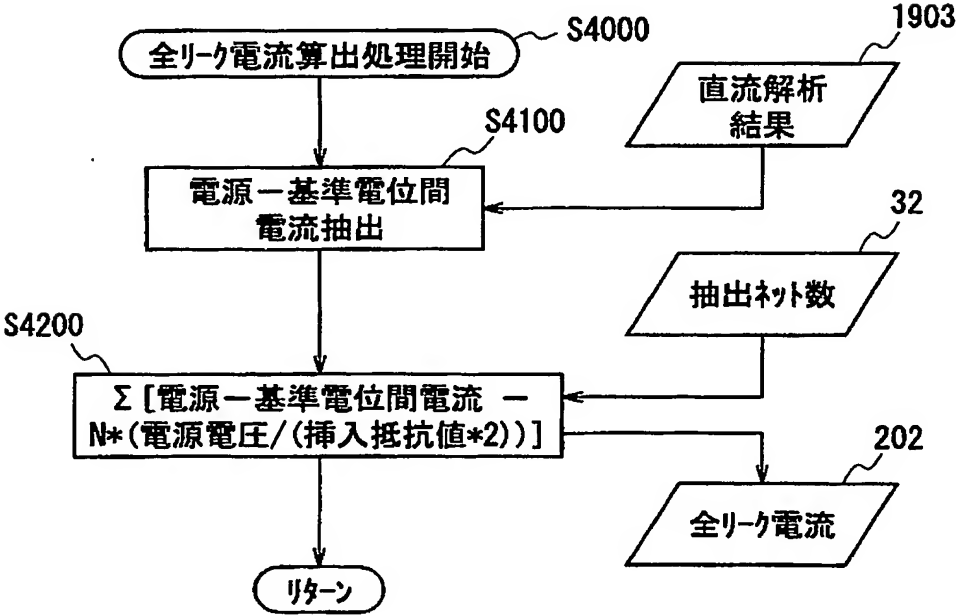 全リーク電流算出処理開始
S4000
1903
直流解析
結果
S4100
電源ー基準電位間
電流抽出
32
抽出ネット数
S4200
Σ[電源ー基準電位間電流 ー
N*(電源電圧/(挿入抵抗値*2))]
202
全リーク電流
リターン